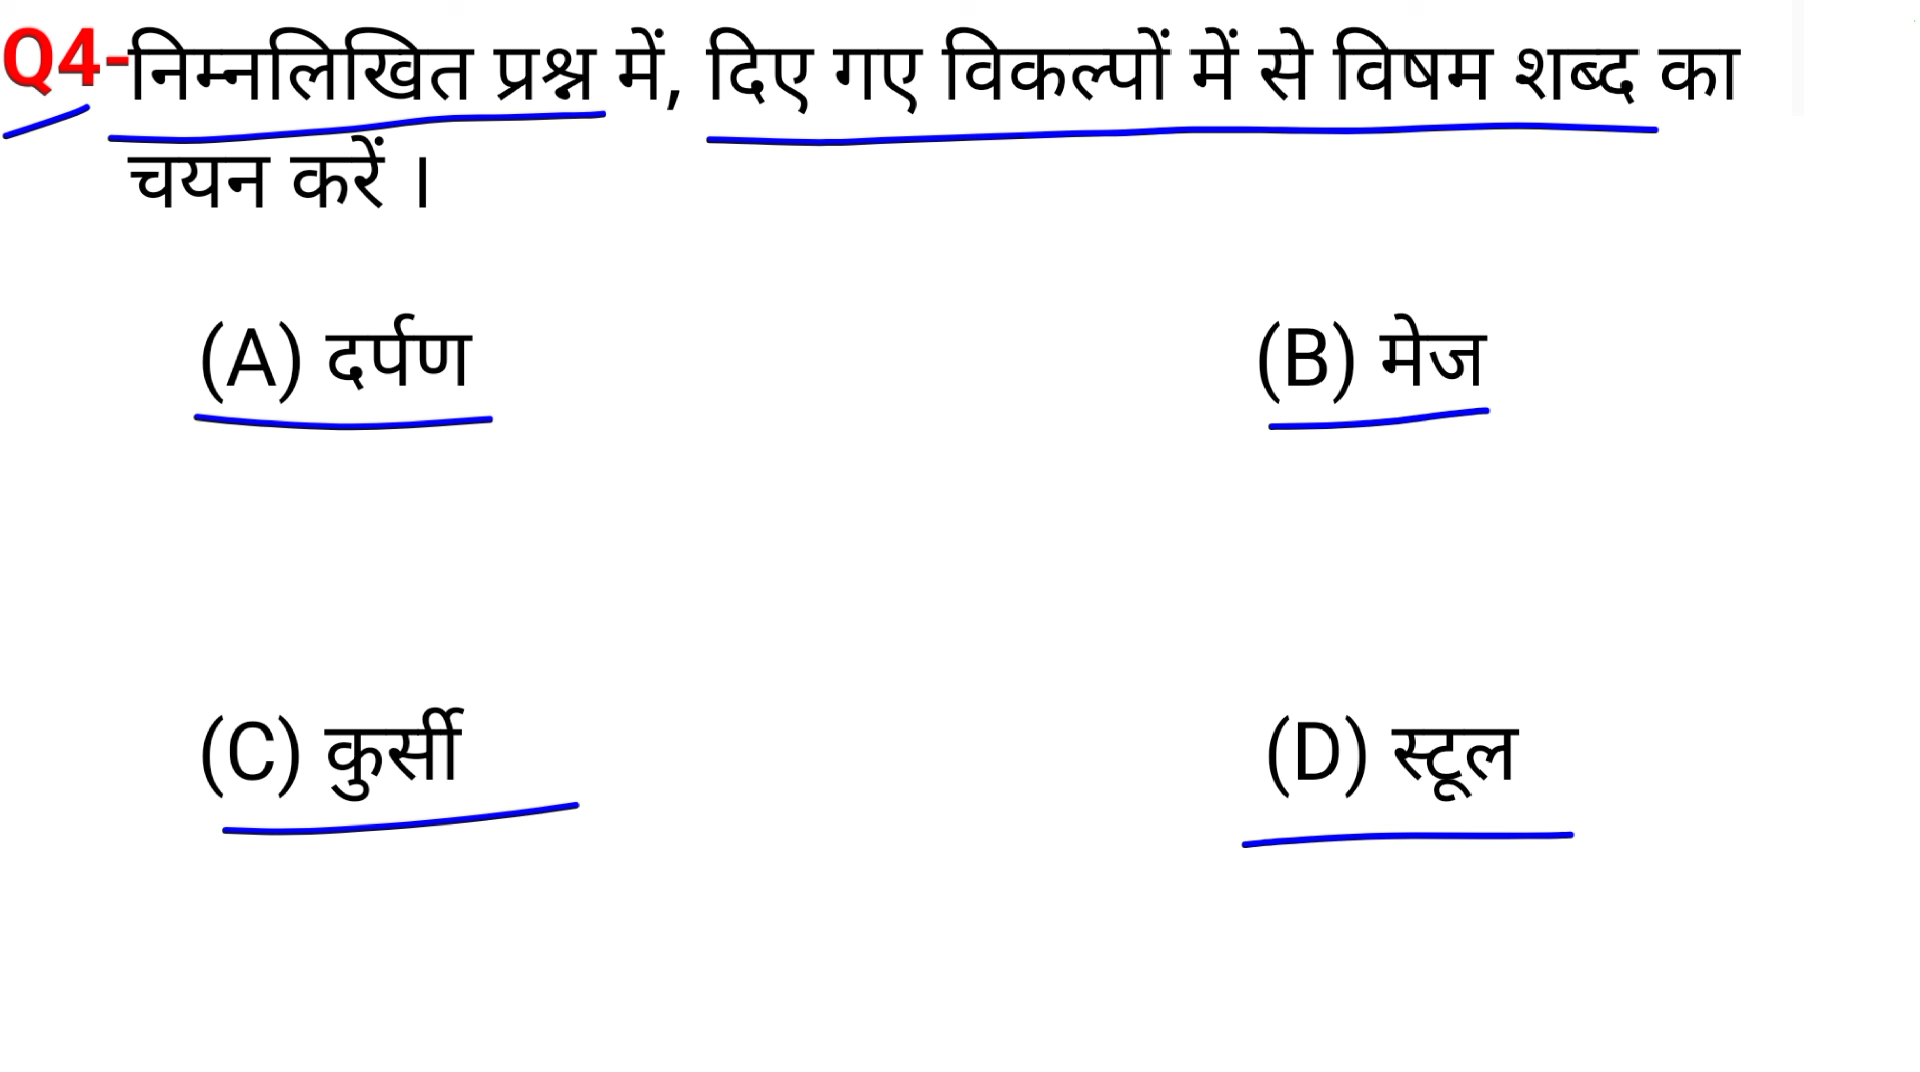 Q4-निम्नलिखित प्रश्न में, दिए गए विकल्पों में से विषम शब्द का
चयन करें ।
(A) दर्पण (B) मेज
(C) कुर्सी (D) स्टूल